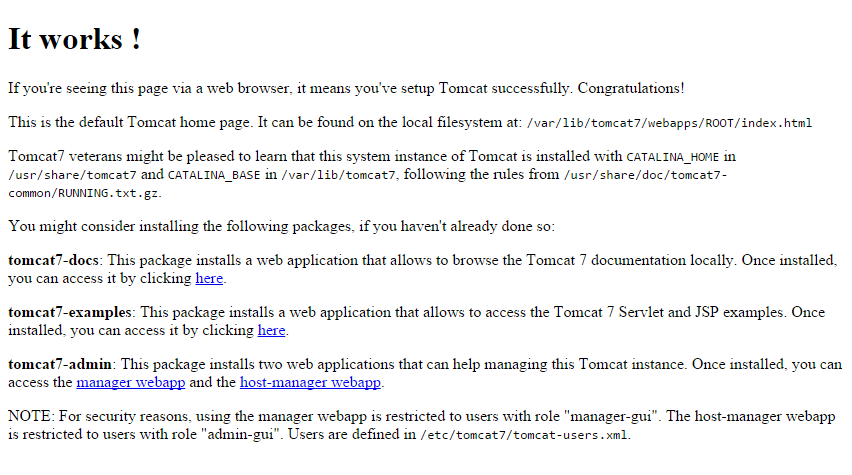 It works !
If you're seeing this page via a web browser, it means you've setup Tomcat successfully. Congratulations!
This is the default Tomcat home page. It can be found on the local filesystem at: /var/lib/tomcat7/webapps/ROOT/index.html
Tomcat7 veterans might be pleased to learn that this system instance of Tomcat is installed with CATALINA_HOME in
/usr/share/tomcat7 and CATALINA_BASE in /var/lib/tomcat7, following the rules from /usr/share/doc/tomcat7-
common/RUNNING.txt.gz.
You might consider installing the following packages, if you haven't already done so:
tomcat7-docs: This package installs a web application that allows to browse the Tomcat 7 documentation locally. Once installed,
you can access it by clicking here.
tomcat7-examples: This package installs a web application that allows to access the Tomcat 7 Servlet and JSP examples. Once
installed, you can access it by clicking here.
tomcat7-admin: This package installs two web applications that can help managing this Tomcat instance. Once installed, you can
access the manager webapp and the host-manager webapp.
NOTE: For security reasons, using the manager webapp is restricted to users with role "manager-gui". The host-manager webapp
is restricted to users with role "admin-gui". Users are defined in /etc/tomcat7/tomcat-users.xml.